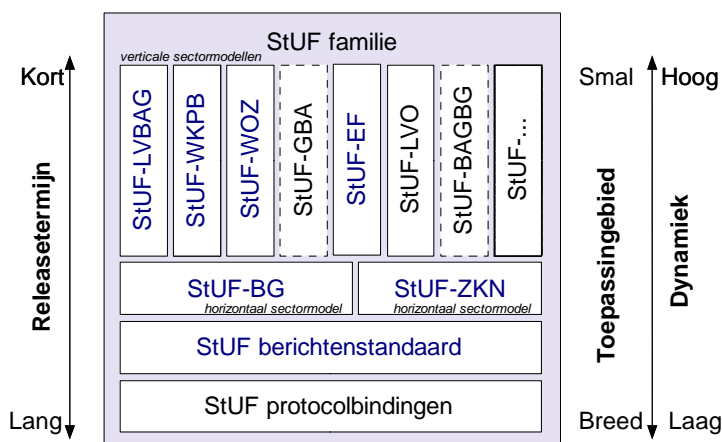 StUF familie
verticale sectormodellen
Kort
Smal
Hoog
StUF-LVBAG
StUF-WKPB
StUF-WOZ
StUF-GBA
StUF-EF
StUF-LVO
StUF-BAGBG
StUF-...
Releasetermijn
Toepassingebied
Dynamiek
StUF-BG
horizontaal sectormodel
StUF-ZKN
horizontaal sectormodel
StUF berichtenstandaard
StUF protocolbindingen
Lang
Breed
Laag